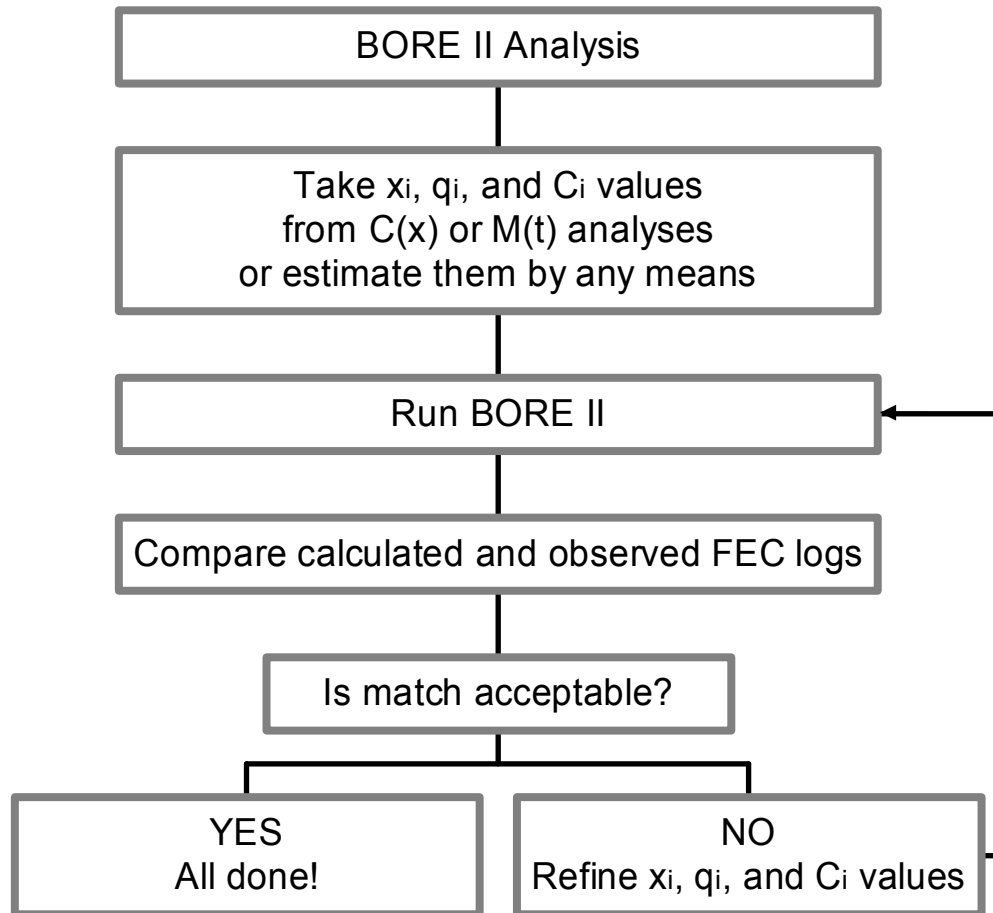 BORE II Analysis
Take xi, qi, and Ci values
from C(x) or M(t) analyses
or estimate them by any means
Run BORE II
Compare calculated and observed FEC logs
Is match acceptable?
YES
All done!
NO
Refine xi, qi, and Ci values